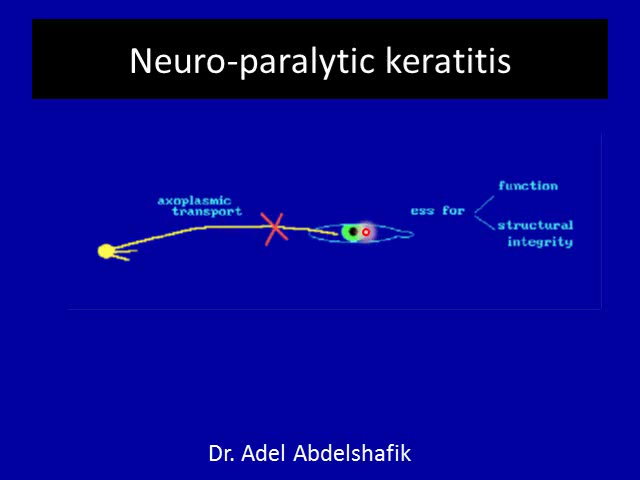 Neuro-paralytic keratitis
axoplasmic
transport
ess for
function
structural
integrity
Dr. Adel Abdelshafik